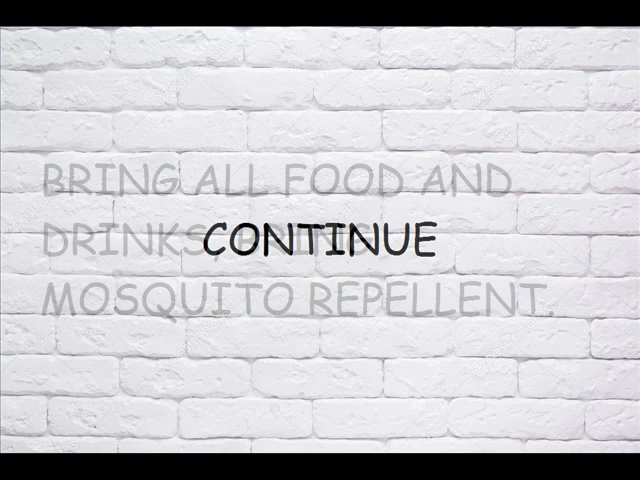 BRING ALL FOOD AND
DRINKS,
CONTINUE
MOSQUITO REPELLENT.